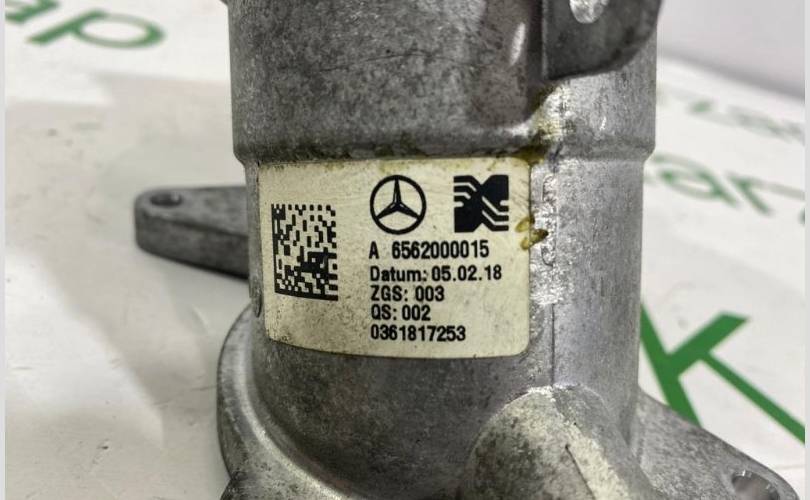 A 6562000015
Datum: 05.02.18
ZGS: 003
QS: 002
0361817253